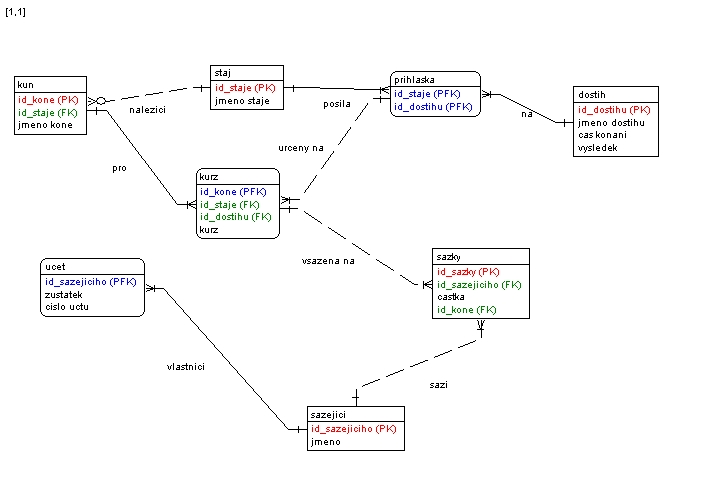 [1,1]
kun
id_kone (PK)
id_staje (FK)
jmeno kone
staj
id_staje (PK)
jmeno staje
prihlaska
id_staje (PFK)
id_dostihu (PFK)
dostih
id_dostihu (PK)
jmeno dostihu
cas konani
vysledek
nalezici
posila
na
urceny na
pro
kurz
id_kone (PFK)
id_staje (FK)
id_dostihu (FK)
kurz
vsazena na
ucet
id_sazejiciho (PFK)
zustatek
cislo uctu
sazky
id_sazky (PK)
id_sazejiciho (FK)
castka
id_kone (FK)
vlastnici
sazi
sazejici
id_sazejiciho (PK)
jmeno